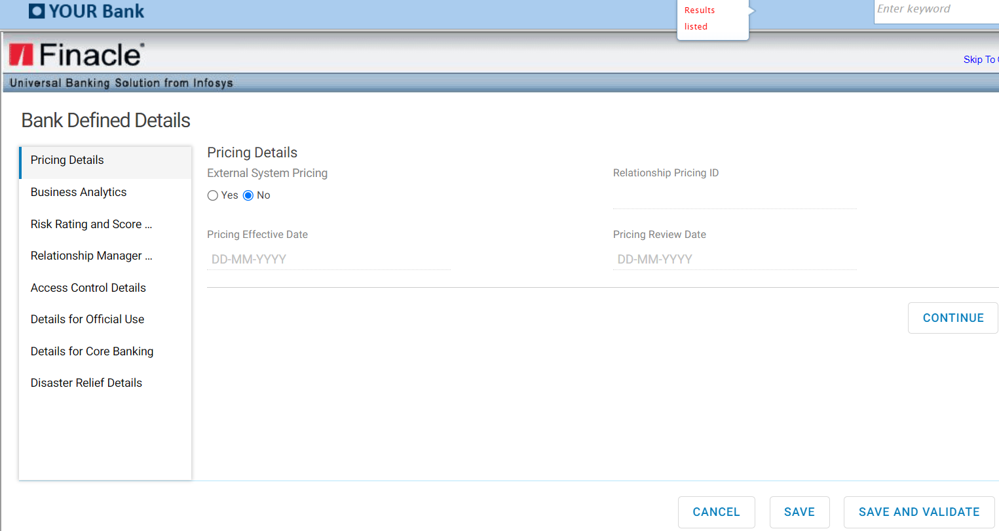 YOUR Bank
Results
listed
Enter keyword
Finacle
Skip To
Universal Banking Solution from Infosys
Bank Defined Details
Pricing Details
Business Analytics
Risk Rating and Score ...
Relationship Manager ...
Access Control Details
Details for Official Use
Details for Core Banking
Disaster Relief Details
Pricing Details
External System Pricing
Relationship Pricing ID
Yes No
Pricing Effective Date
Pricing Review Date
DD-MM-YYYY
DD-MM-YYYY
CONTINUE
CANCEL
SAVE
SAVE AND VALIDATE